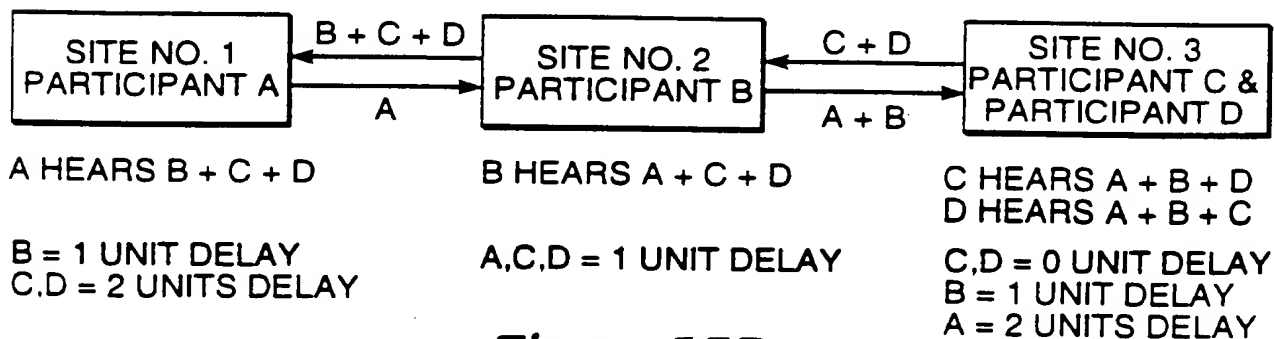 SITE NO. 1
PARTICIPANT A
B + C + D
A
SITE NO. 2
PARTICIPANT B
C + D
A + B
SITE NO. 3
PARTICIPANT C &
PARTICIPANT D
A HEARS B + C + D
B = 1 UNIT DELAY
C,D = 2 UNITS DELAY
B HEARS A + C + D
A,C,D = 1 UNIT DELAY
C HEARS A + B + D
D HEARS A + B + C
C,D = 0 UNIT DELAY
B = 1 UNIT DELAY
A = 2 UNITS DELAY